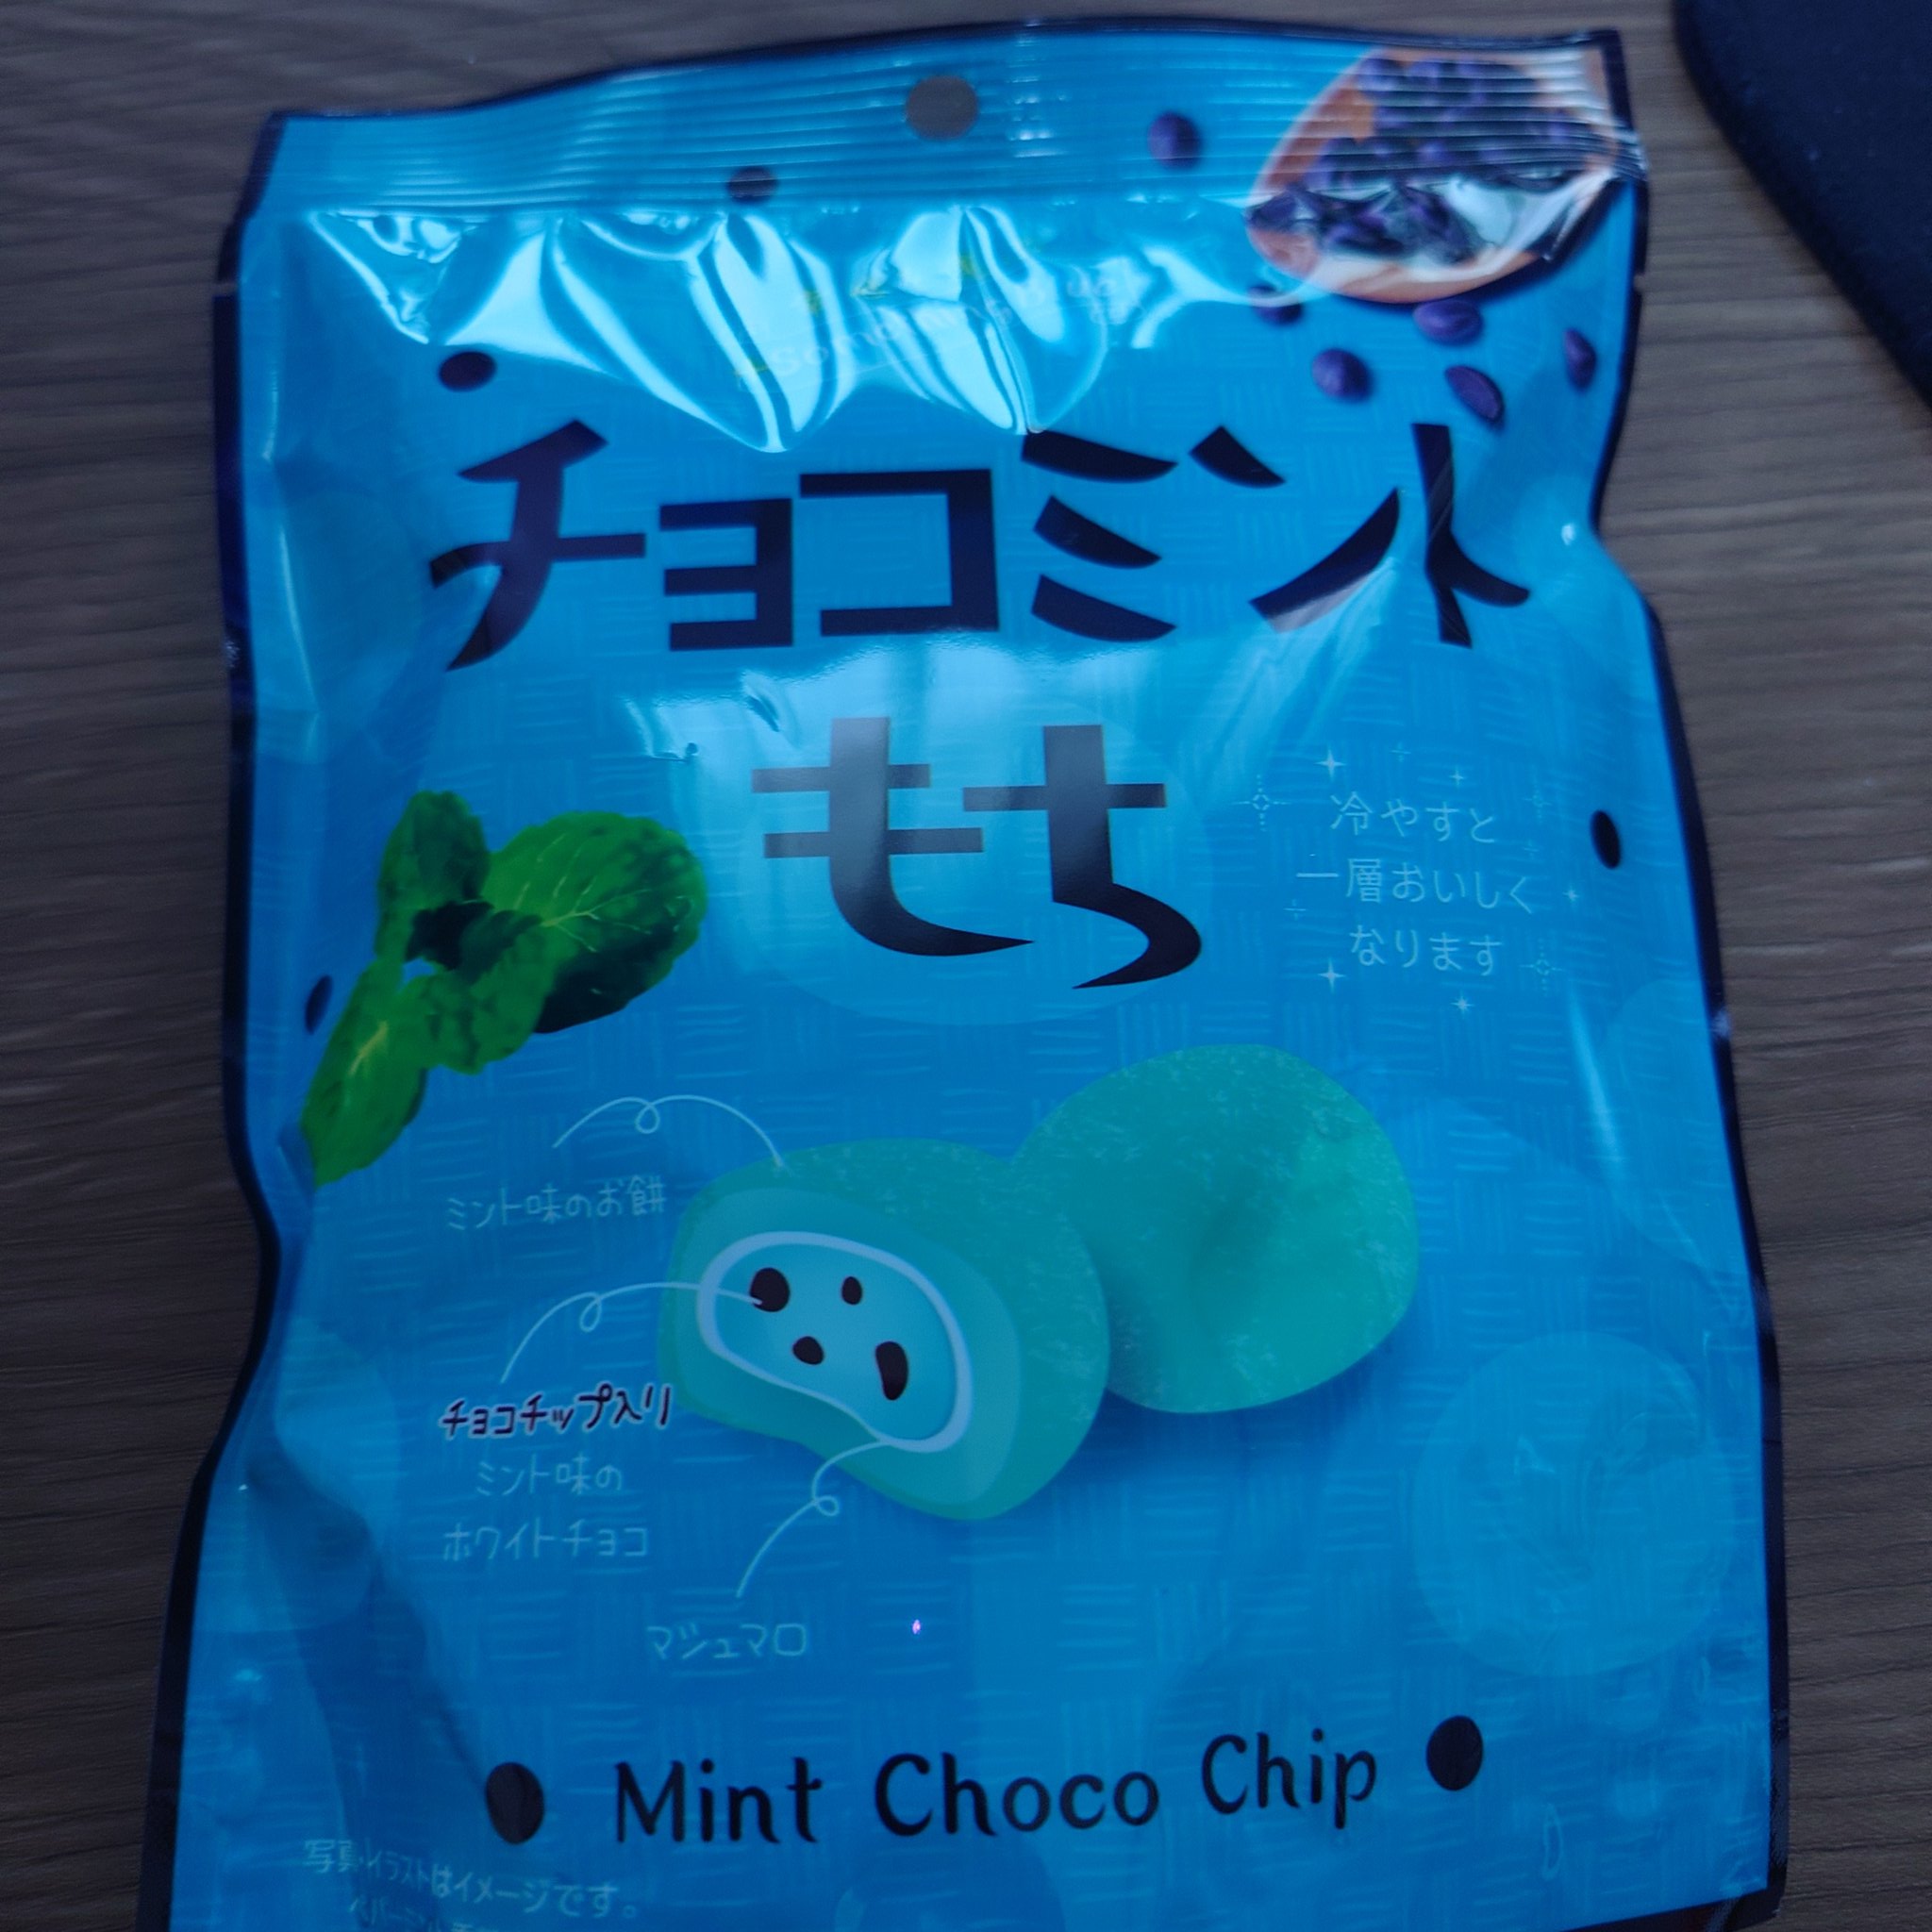 チョコミント
もち
冷やすと
一層おいしく
なります
ミント味のお餅
チョコチップ入り
ミント味の
ホワイトチョコ
マシュマロ
Mint Choco Chip
写真・イラストはイメージです。